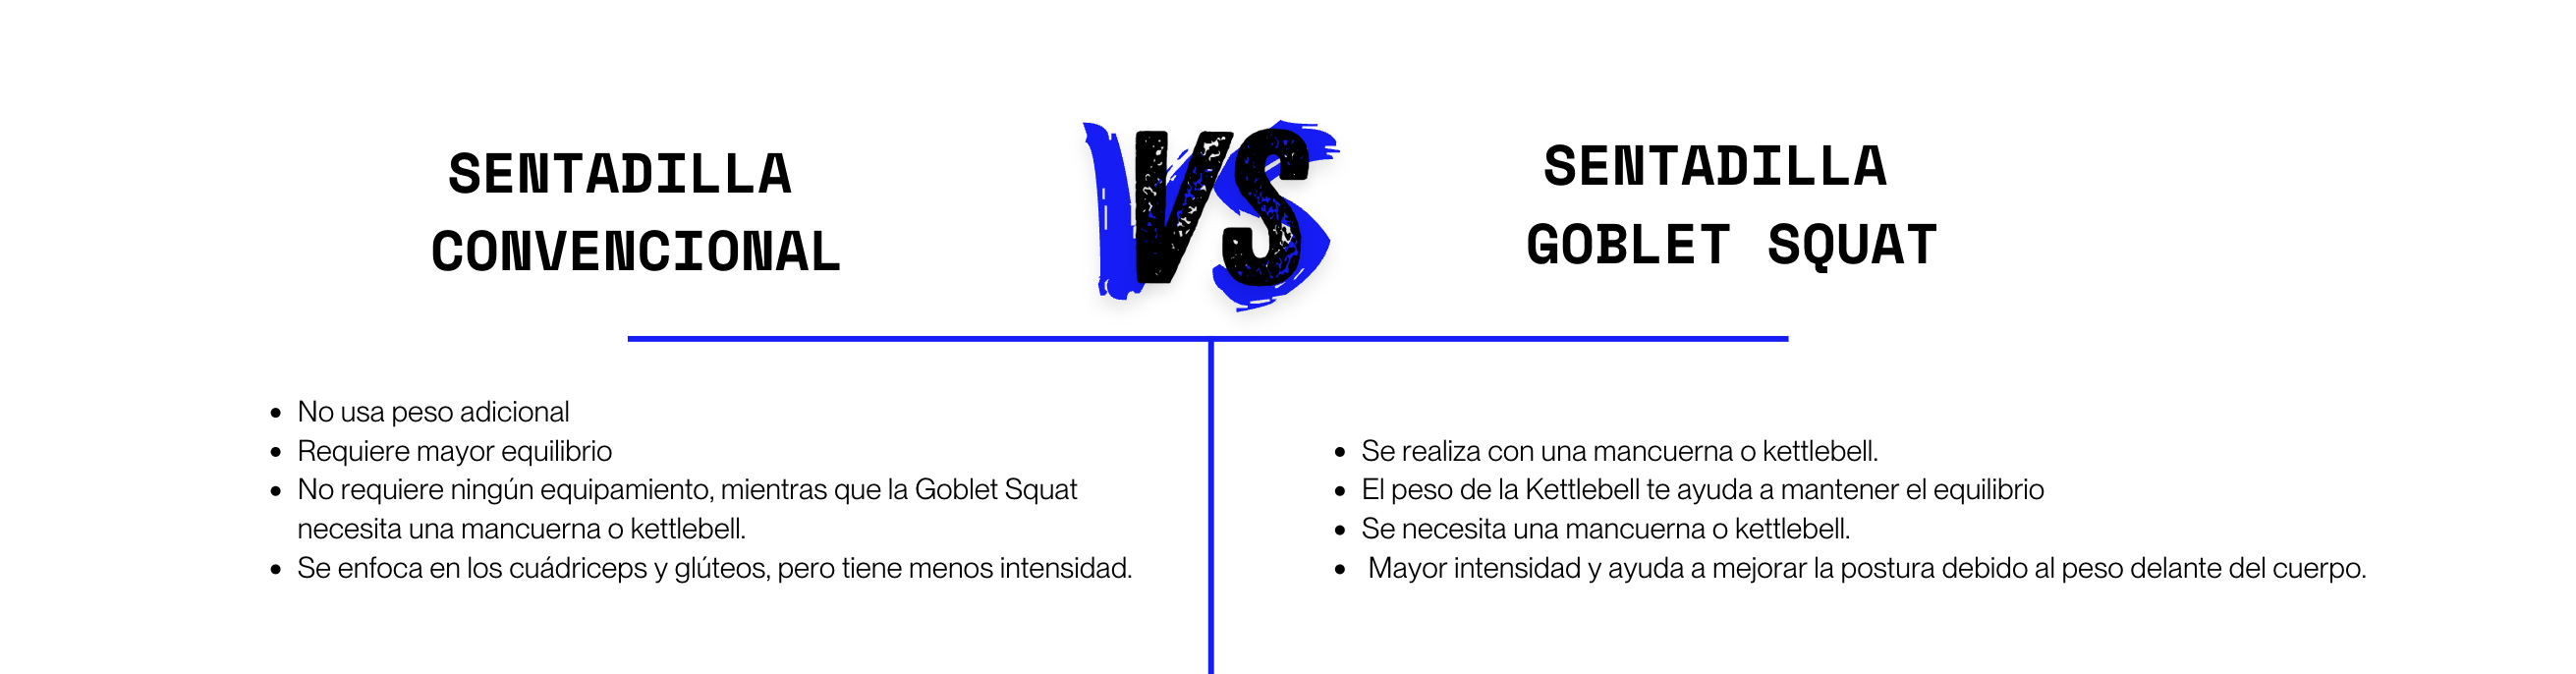 SENTADILLA
CONVENCIONAL
VS
SENTADILLA
GOBLET SQUAT
• No usa peso adicional
• Requiere mayor equilibrio
• No requiere ningún equipamiento, mientras que la Goblet Squat
necesita una mancuerna o kettlebell.
• Se enfoca en los cuádriceps y glúteos, pero tiene menos intensidad.
• Se realiza con una mancuerna o kettlebell.
• El peso de la Kettlebell te ayuda a mantener el equilibrio
• Se necesita una mancuerna o kettlebell.
• Mayor intensidad y ayuda a mejorar la postura debido al peso delante del cuerpo.